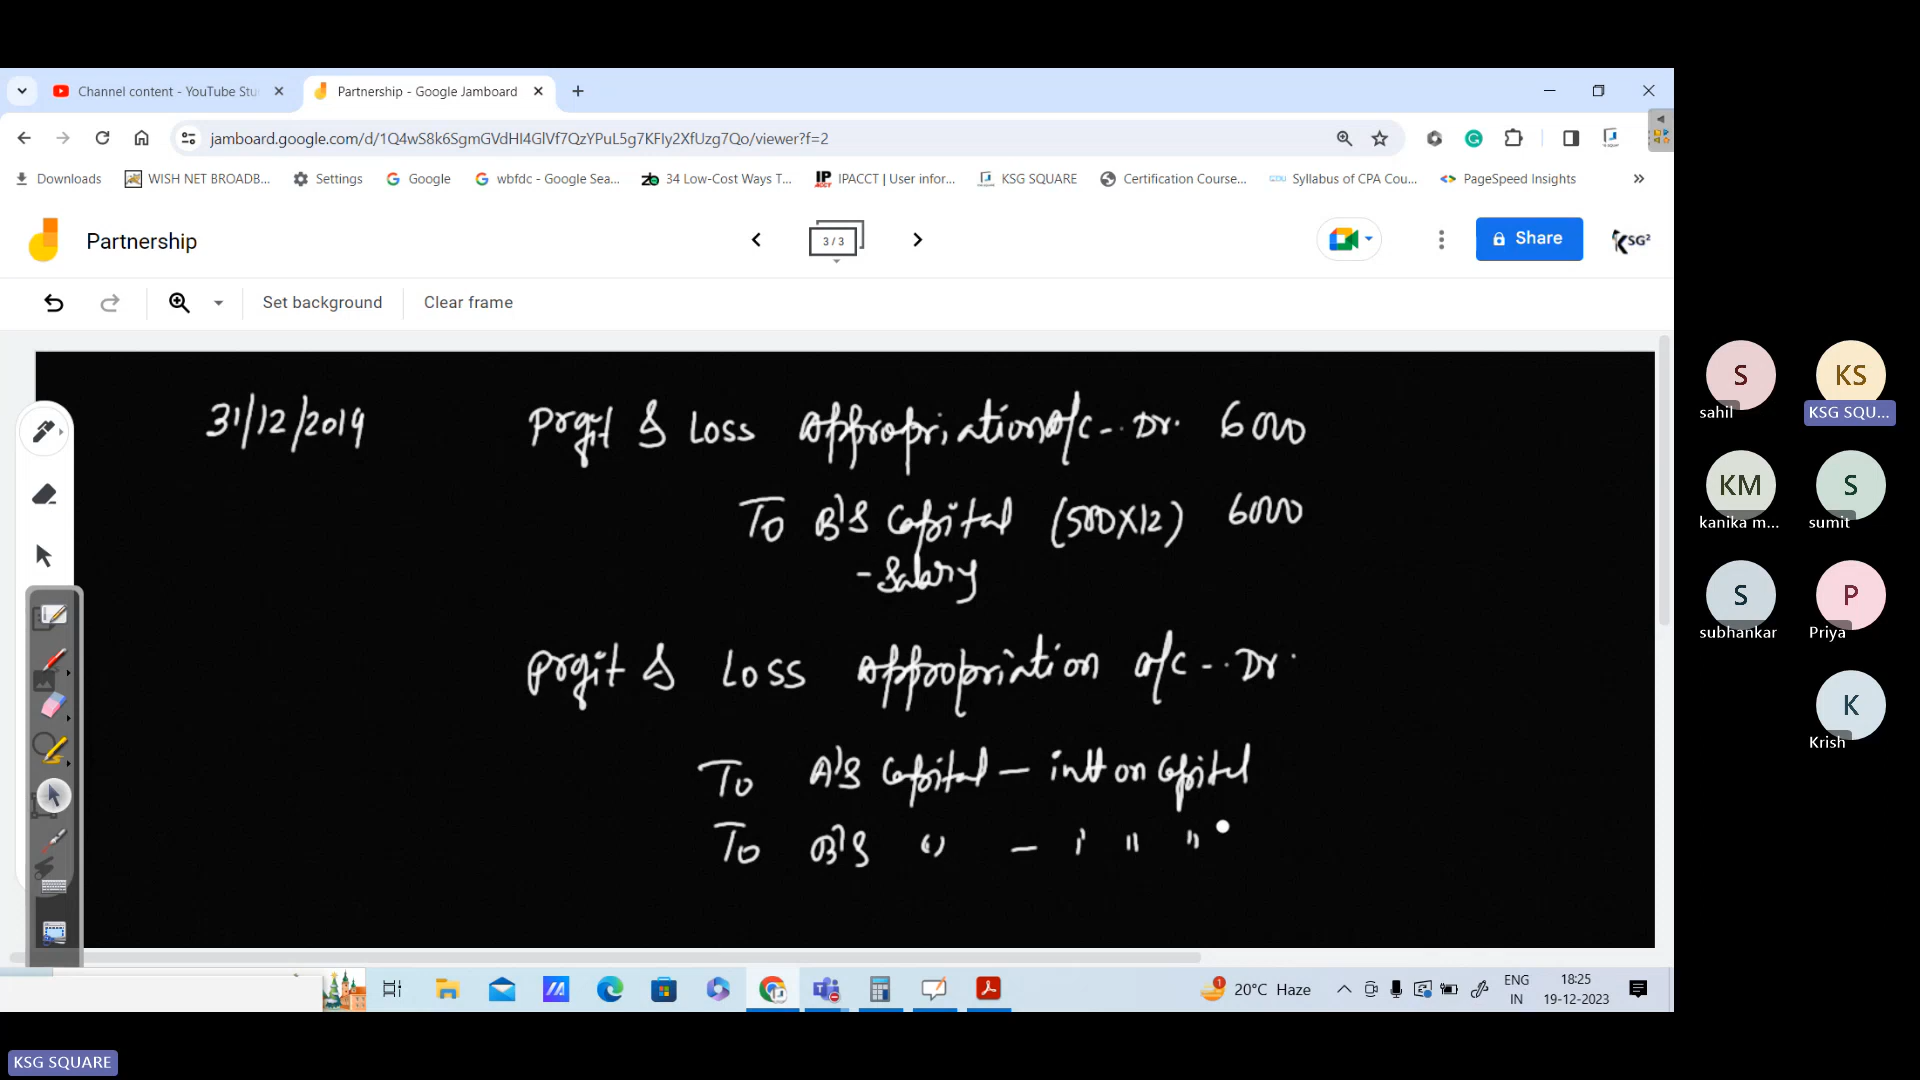 Channel content - YouTube Stu
Partnership - Google Jamboard
jamboard.google.com/d/1Q4wS8k6SgmGVdHI4GlVf7QzYPuL5g7KFIy2XfUzg7Qo/viewer?f=2
Downloads WISH NET BROADB... Settings Google wbfdc - Google Sea... 34 Low-Cost Ways T... IPACCT | User infor... KSG SQUARE Certification Course... Syllabus of CPA Cou... PageSpeed Insights »
Partnership 3 / 3 Share KSG²
Set background Clear frame
31/12/2019 Profit & Loss Appropriation A/c - .. Dr. 6000
To B's Capital (500X12) 6000
- Salary
Profit & Loss Appropriation A/c - .. Dr.
To A's Capital — intt on Capital
To B's " — " " "
S KS
sahil KSG SQU...
KM S
kanika m... sumit
S P
subhankar Priya
K
Krish
1 20°C Haze ENG IN 18:25 19-12-2023
KSG SQUARE